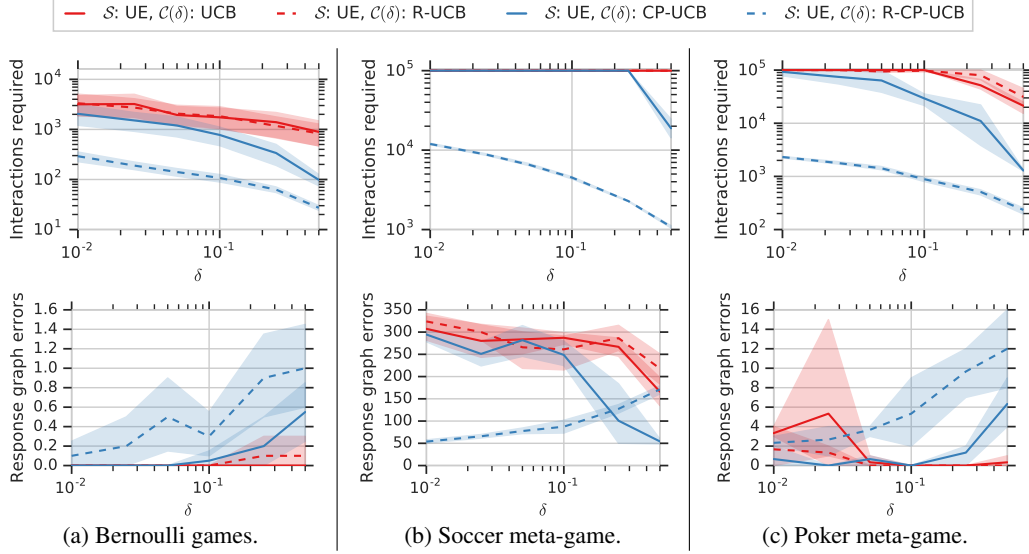 S: UE, C(δ): UCB
S: UE, C(δ): R-UCB
S: UE, C(δ): CP-UCB
S: UE, C(δ): R-CP-UCB
Interactions required
10^4
10^3
10^2
10^1
10^-2
10^-1
δ
Interactions required
10^5
10^4
10^3
10^-2
10^-1
δ
Interactions required
10^5
10^4
10^3
10^2
10^-2
10^-1
δ
Response graph errors
1.6
1.4
1.2
1.0
0.8
0.6
0.4
0.2
0.0
10^-2
10^-1
δ
Response graph errors
350
300
250
200
150
100
50
0
10^-2
10^-1
δ
Response graph errors
16
14
12
10
8
6
4
2
0
10^-2
10^-1
δ
(a) Bernoulli games.
(b) Soccer meta-game.
(c) Poker meta-game.